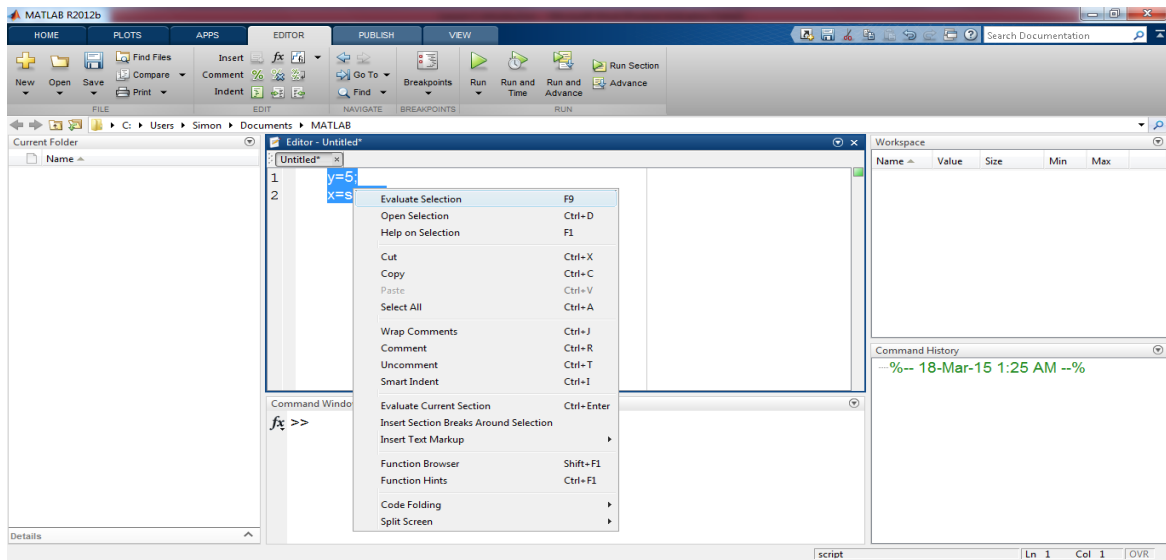 MATLAB R2012b
HOME PLOTS APPS EDITOR PUBLISH VIEW
Search Documentation
New Open Save
Find Files
Compare
Print
FILE
Insert fx
Comment
Indent
EDIT
Go To
Find
NAVIGATE
Breakpoints
BREAKPOINTS
Run
Run and Time
Run and Advance
Run Section
Advance
RUN
C: Users Simon Documents MATLAB
Current Folder
Name
Details
Editor - Untitled*
Untitled*
1 y=5;
2 x=s
Evaluate Selection F9
Open Selection Ctrl+D
Help on Selection F1
Cut Ctrl+X
Copy Ctrl+C
Paste Ctrl+V
Select All Ctrl+A
Wrap Comments Ctrl+J
Comment Ctrl+R
Uncomment Ctrl+T
Smart Indent Ctrl+I
Evaluate Current Section Ctrl+Enter
Insert Section Breaks Around Selection
Insert Text Markup
Function Browser Shift+F1
Function Hints Ctrl+F1
Code Folding
Split Screen
Command Windo
fx >>
Workspace
Name Value Size Min Max
Command History
%-- 18-Mar-15 1:25 AM --%
script Ln 1 Col 1 OVR